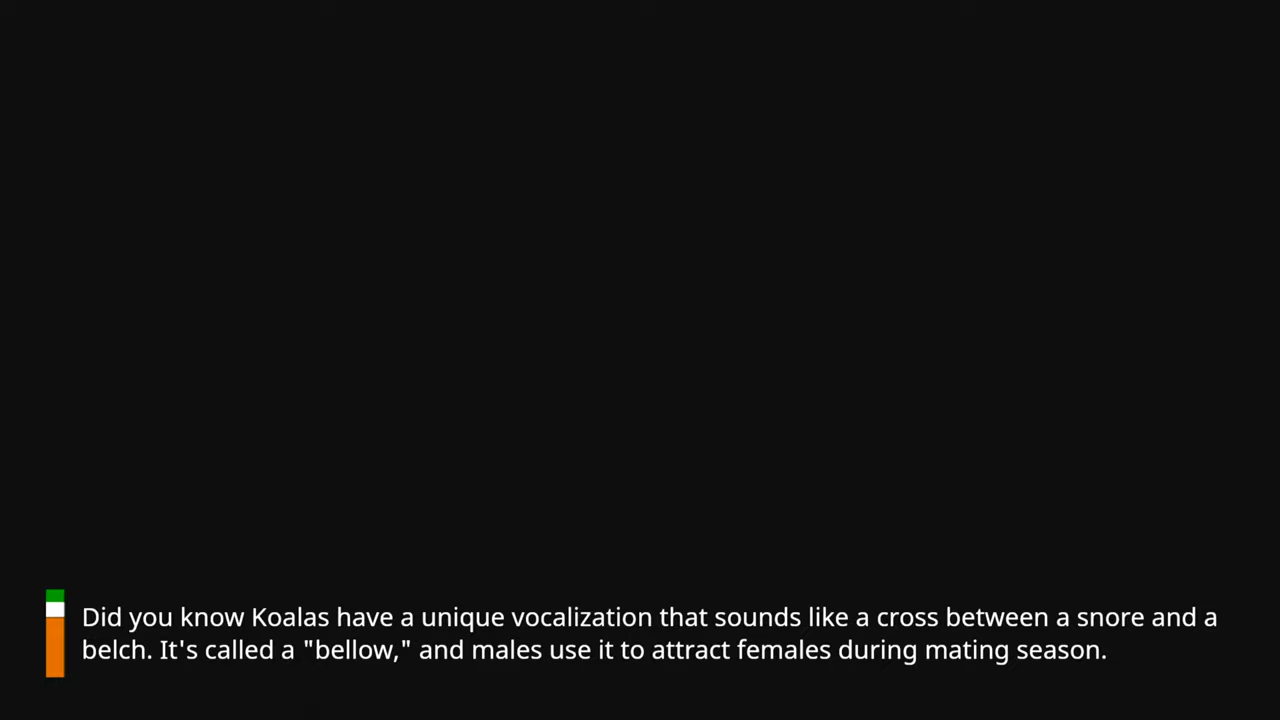 Did you know Koalas have a unique vocalization that sounds like a cross between a snore and a
belch. It's called a "bellow," and males use it to attract females during mating season.